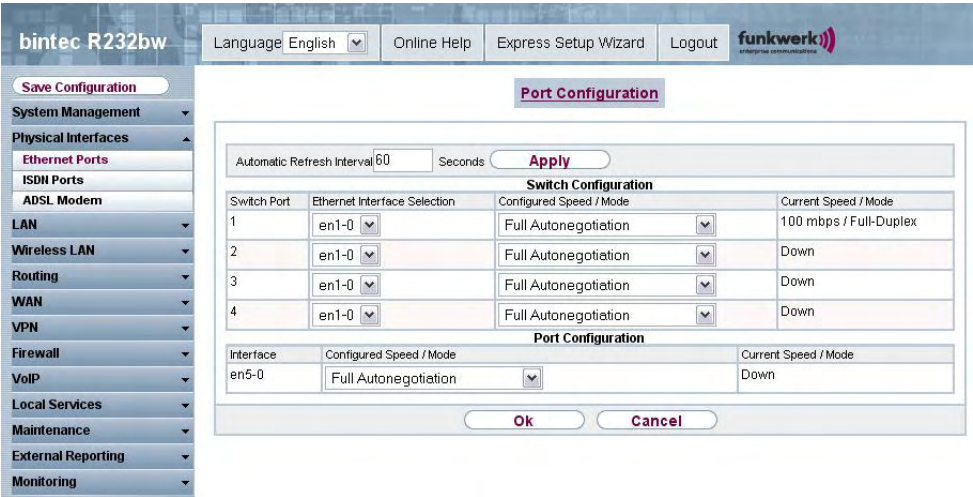 bintec R232bw
Language English Online Help Express Setup Wizard Logout funkwerk
enterprise communications
Save Configuration
System Management
Physical Interfaces
Ethernet Ports
ISDN Ports
ADSL Modem
LAN
Wireless LAN
Routing
WAN
VPN
Firewall
VoIP
Local Services
Maintenance
External Reporting
Monitoring
Port Configuration
Automatic Refresh Interval 60 Seconds Apply
Switch Configuration
Switch Port Ethernet Interface Selection Configured Speed / Mode Current Speed / Mode
1 en1-0 Full Autonegotiation 100 mbps / Full-Duplex
2 en1-0 Full Autonegotiation Down
3 en1-0 Full Autonegotiation Down
4 en1-0 Full Autonegotiation Down
Port Configuration
Interface Configured Speed / Mode Current Speed / Mode
en5-0 Full Autonegotiation Down
Ok Cancel